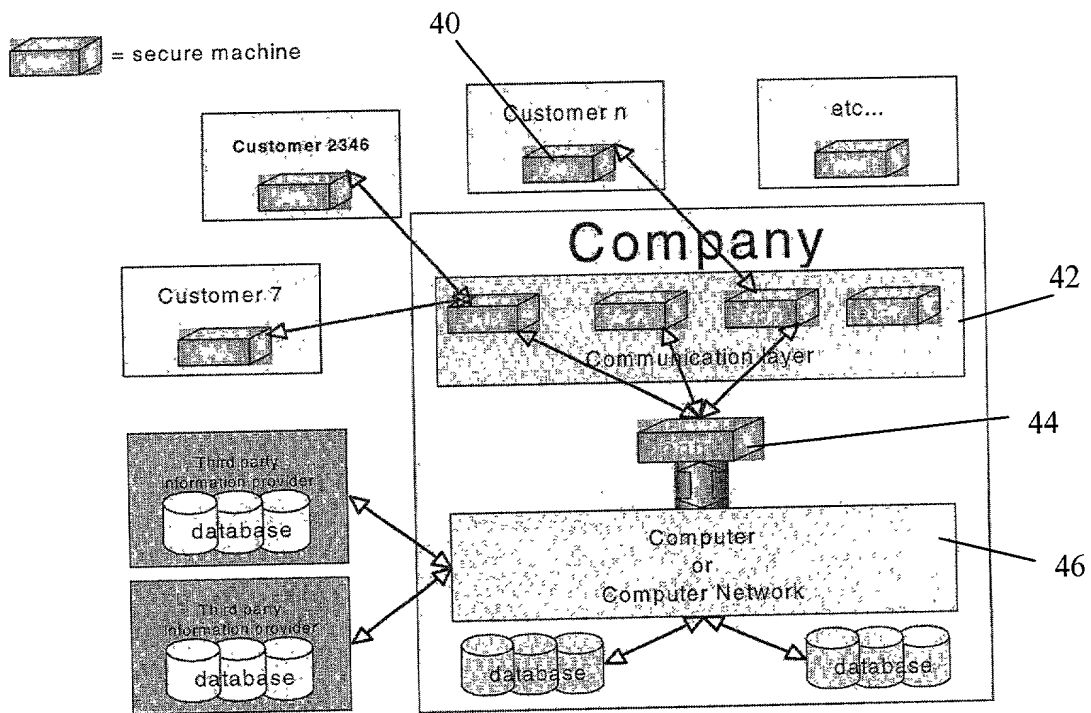 40
= secure machine
Customer n
etc...
Customer 2346
Company
Customer 7
42
Communication layer
44
Third party
information provider
database
Computer
or
Computer Network
46
Third party
information provider
database
database
database